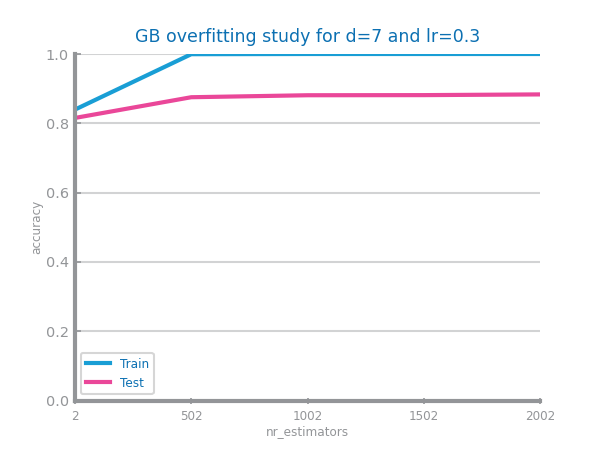 GB overfitting study for d=7 and lr=0.3
1.0
0.8
0.6
0.4
0.2
0.0
accuracy
Train
Test
2 502 1002 1502 2002
nr_estimators